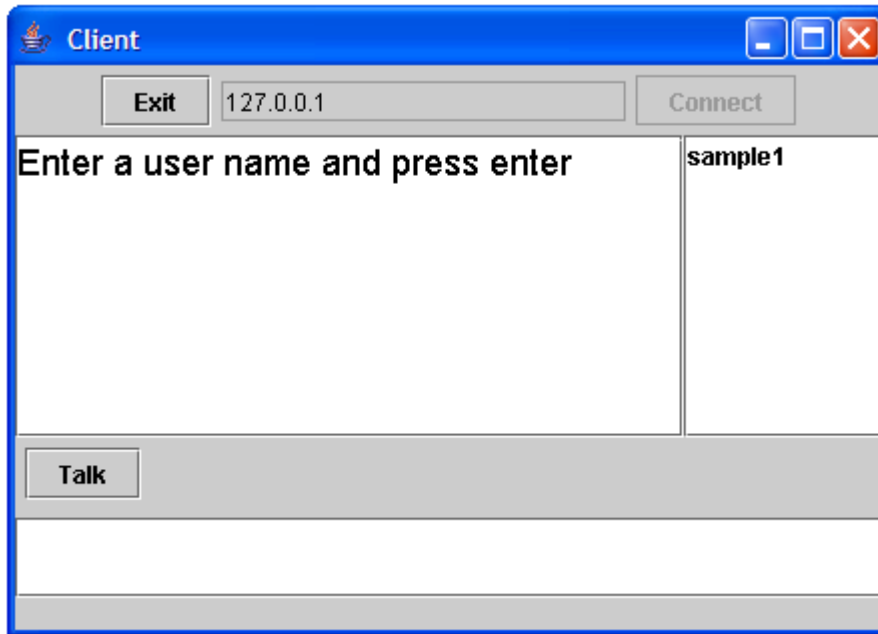 Client
Exit 127.0.0.1 Connect
Enter a user name and press enter
sample1
Talk